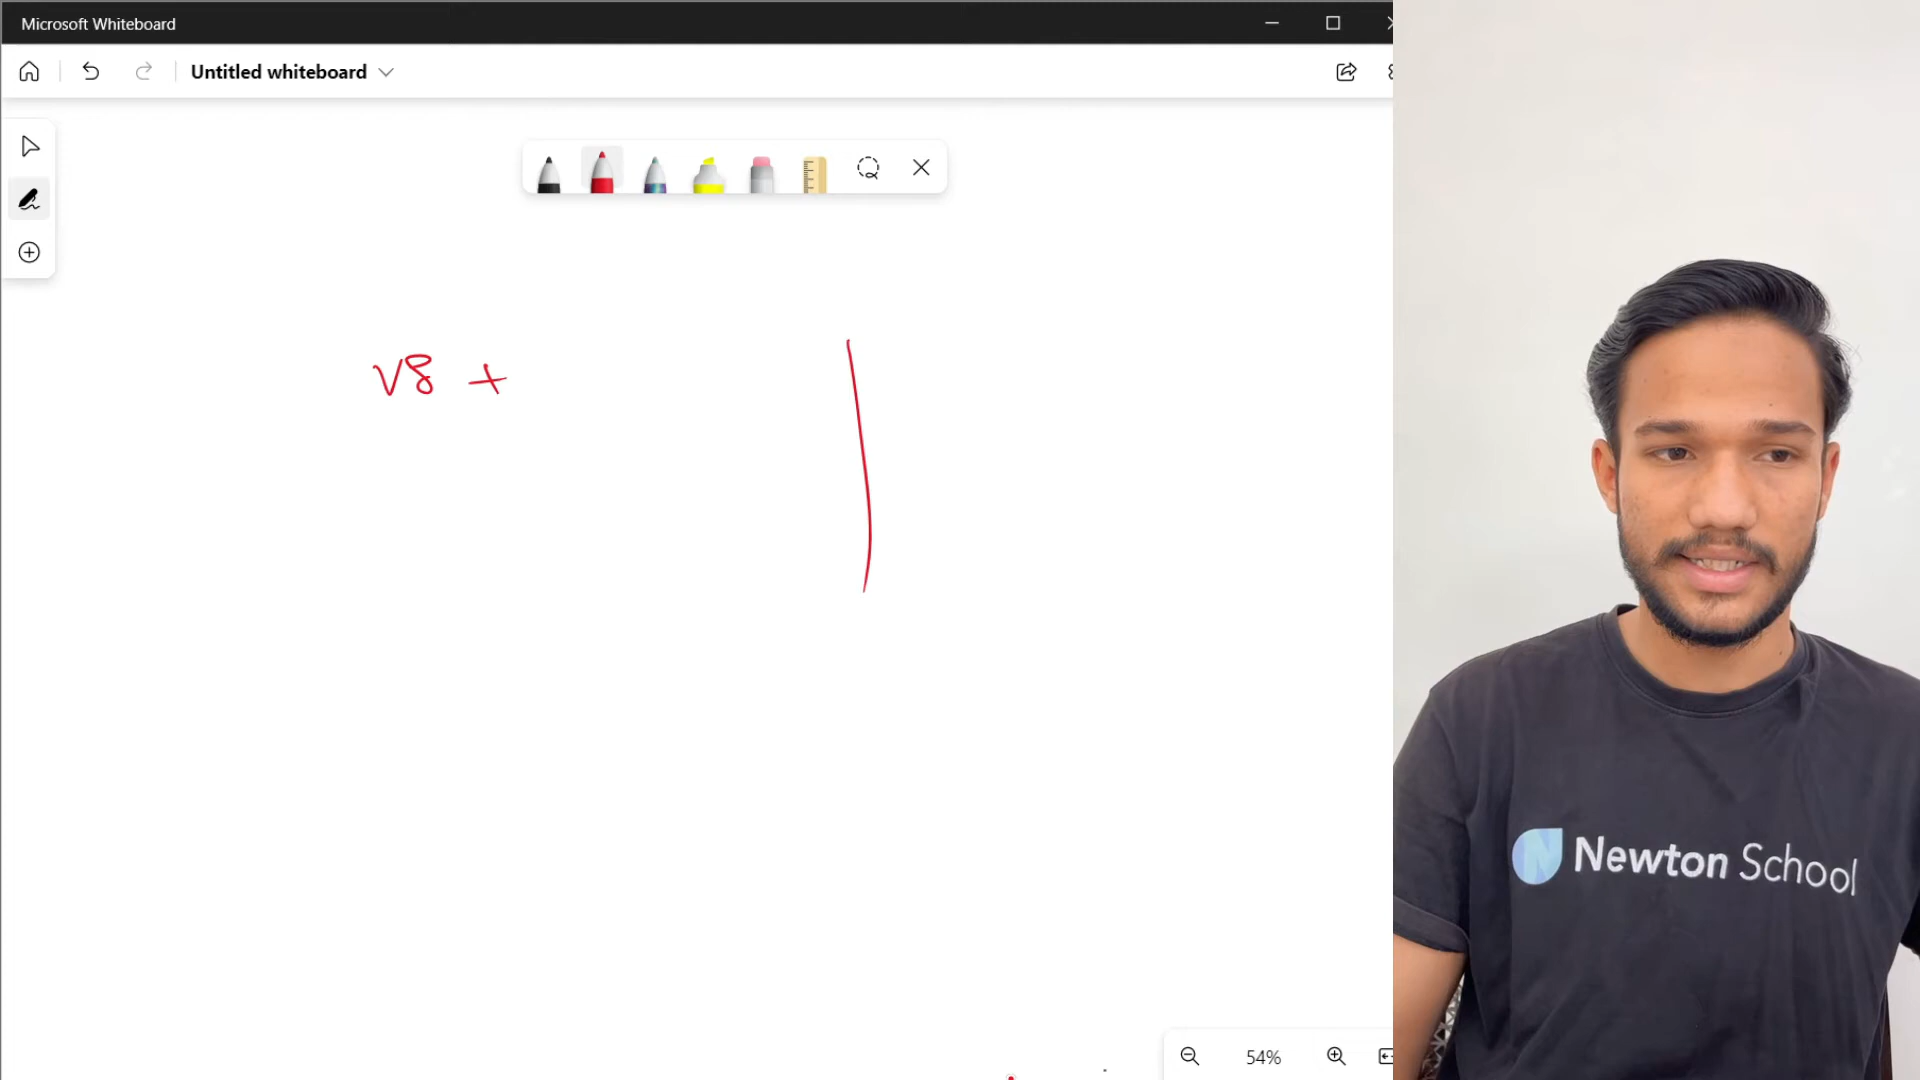 Microsoft Whiteboard
Untitled whiteboard
V8 +
Newton School
54%